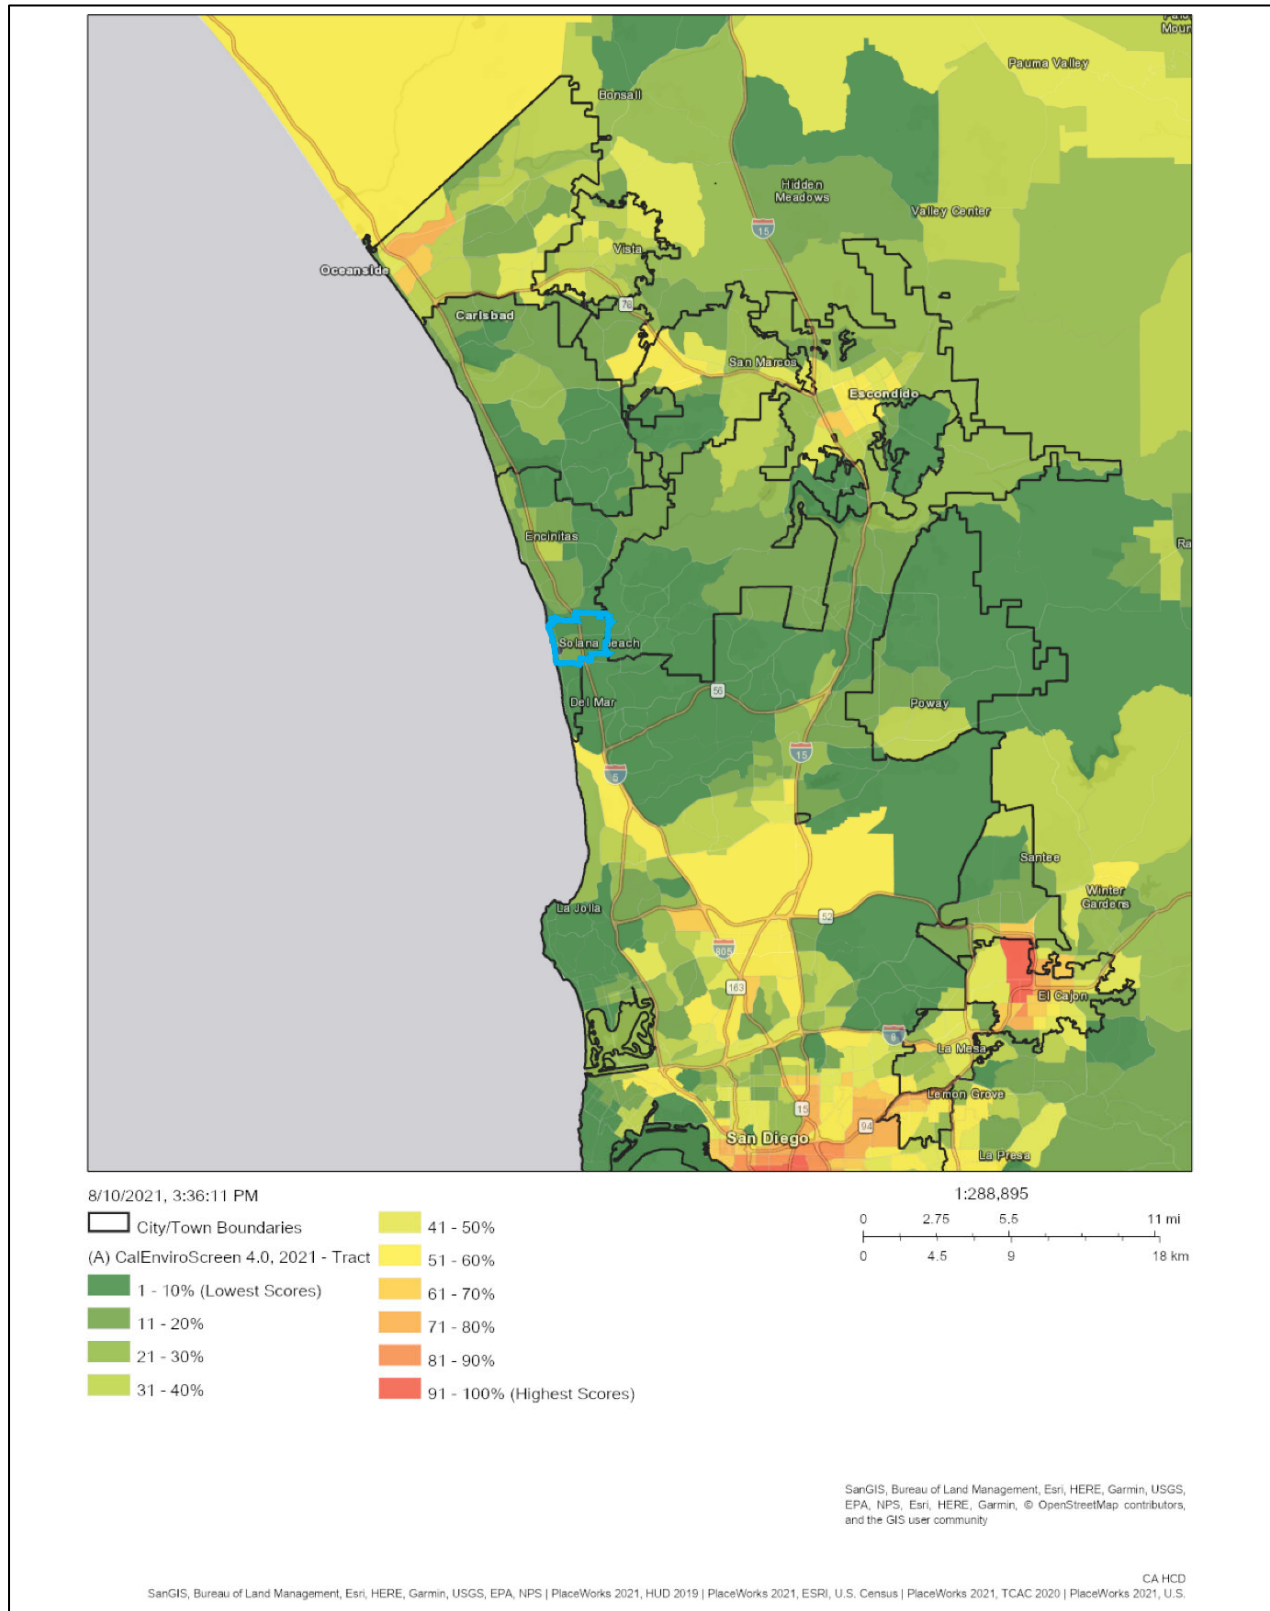 Mour
Pauma Valley
Bonsall
Hidden
Meadows
Valley Center
15
Vista
Oceanside
78
Carlsbad
San Marcos
Escondido
Encinitas
Ra
Solana Beach
56
Del Mar
Poway
15
5
Santee
Winter
Gardens
La Jolla
52
805
163
El Cajon
8
La Mesa
Lemon Grove
15
94
San Diego
La Presa
8/10/2021, 3:36:11 PM
City/Town Boundaries
(A) CalEnviroScreen 4.0, 2021 - Tract
1 - 10% (Lowest Scores)
11 - 20%
21 - 30%
31 - 40%
41 - 50%
51 - 60%
61 - 70%
71 - 80%
81 - 90%
91 - 100% (Highest Scores)
1:288,895
0 2.75 5.5 11 mi
0 4.5 9 18 km
SanGIS, Bureau of Land Management, Esri, HERE, Garmin, USGS,
EPA, NPS, Esri, HERE, Garmin, © OpenStreetMap contributors,
and the GIS user community
CA HCD
SanGIS, Bureau of Land Management, Esri, HERE, Garmin, USGS, EPA, NPS | PlaceWorks 2021, HUD 2019 | PlaceWorks 2021, ESRI, U.S. Census | PlaceWorks 2021, TCAC 2020 | PlaceWorks 2021, U.S.